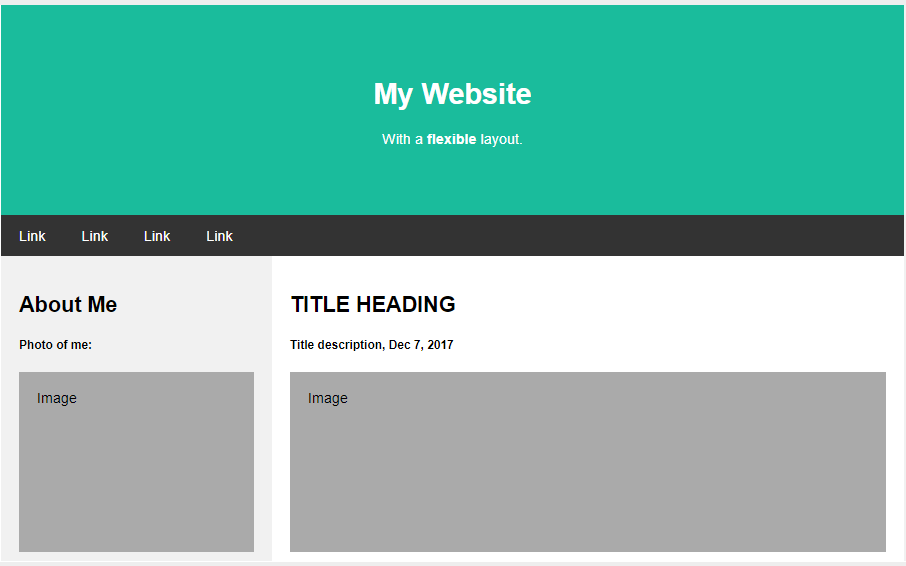 My Website
With a flexible layout.
Link Link Link Link
About Me
Photo of me:
Image
TITLE HEADING
Title description, Dec 7, 2017
Image